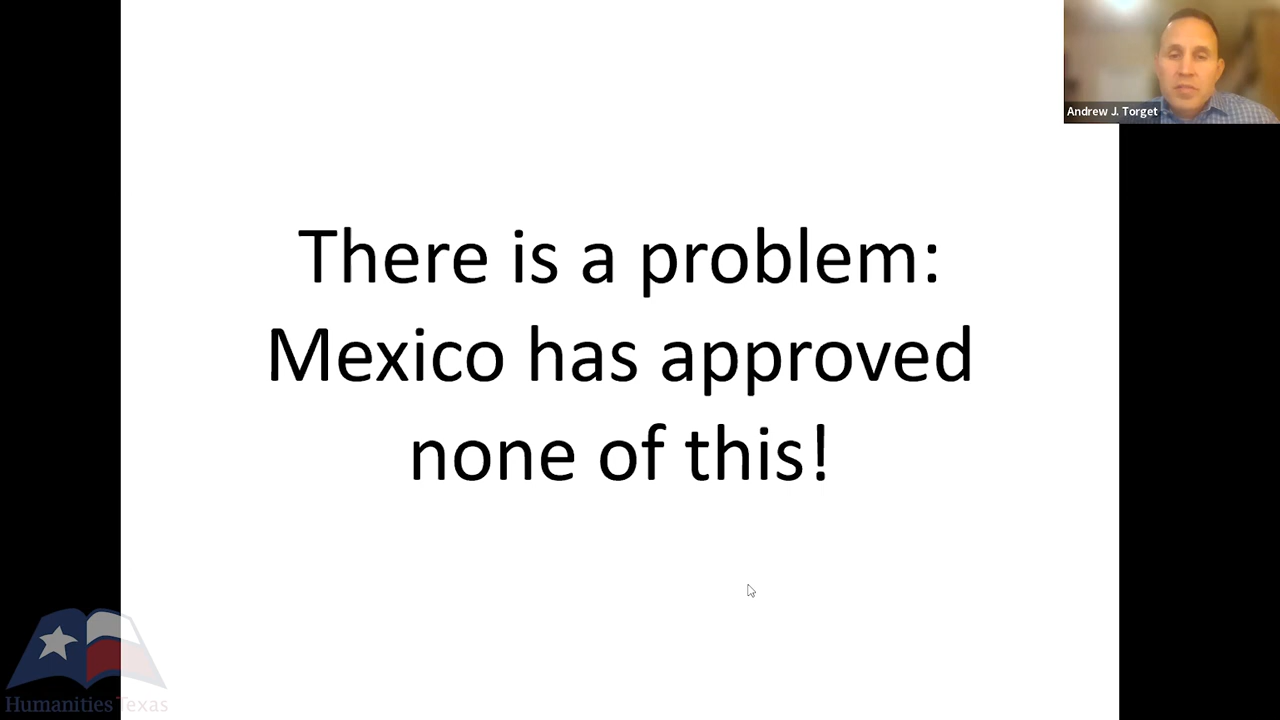 Andrew J. Torget
There is a problem:
Mexico has approved
none of this!
Humanities Texas